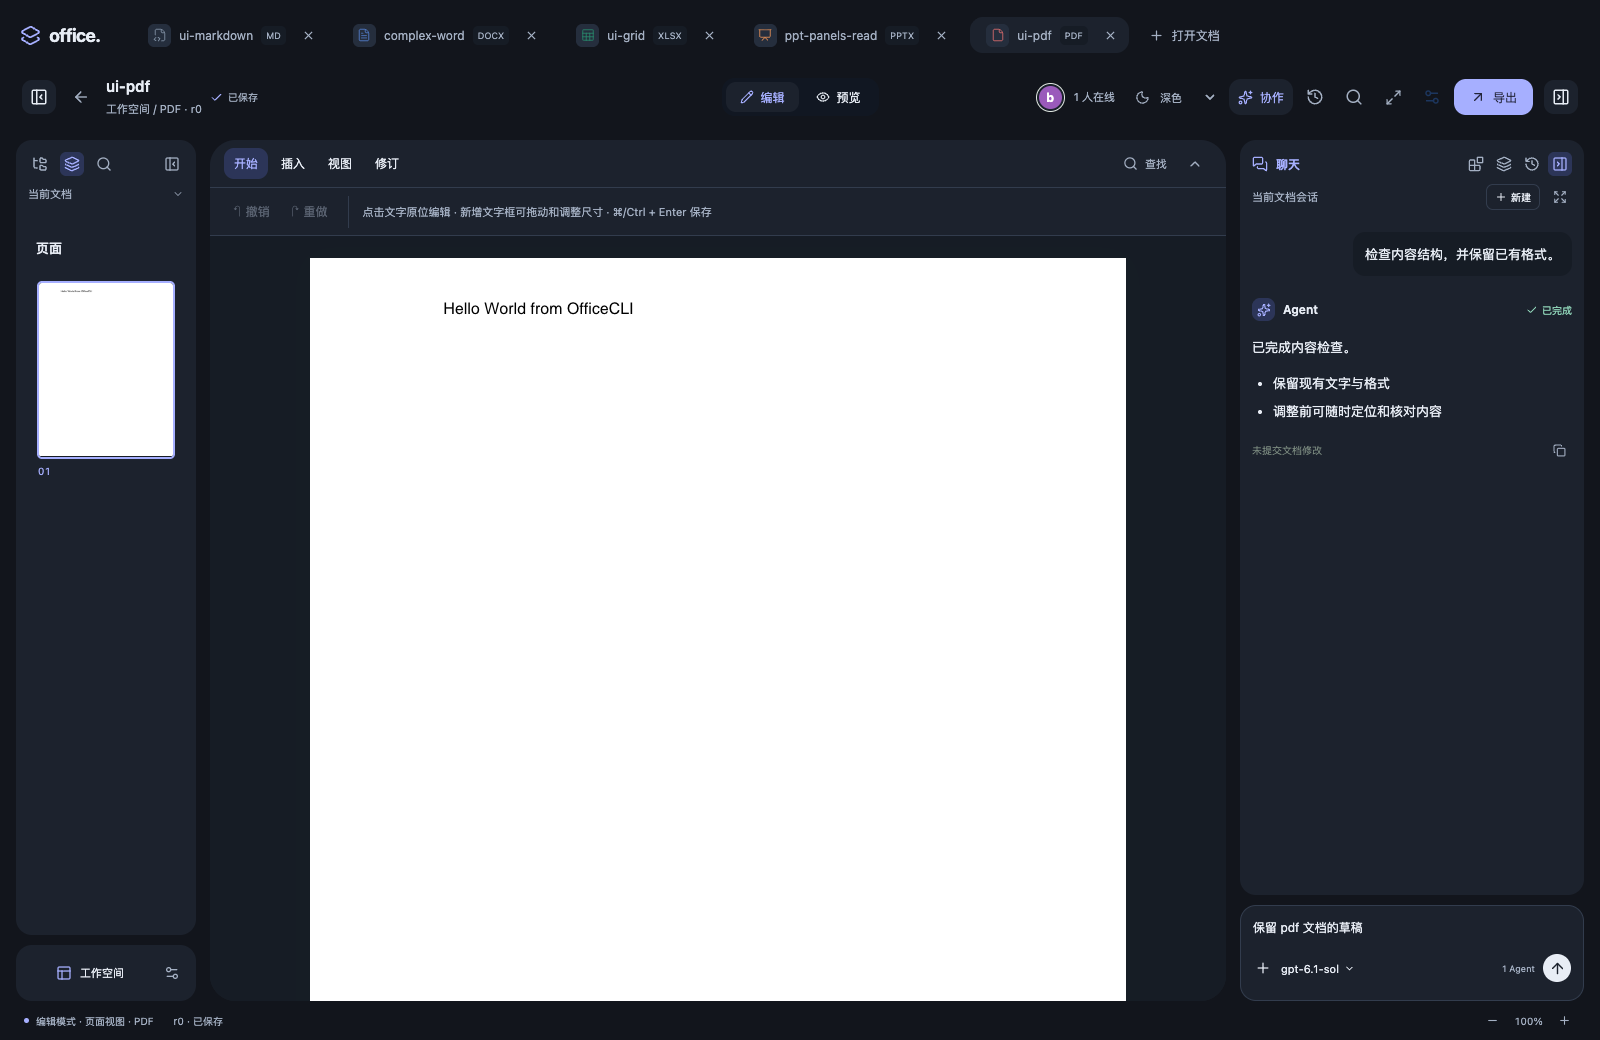 office.
ui-markdown MD
complex-word DOCX
ui-grid XLSX
ppt-panels-read PPTX
ui-pdf PDF
打开文档
ui-pdf
工作空间 / PDF · r0
已保存
编辑
预览
b
1 人在线
深色
协作
导出
当前文档
页面
01
工作空间
开始 插入 视图 修订
查找
撤销 重做 点击文字原位编辑 · 新增文字框可拖动和调整尺寸 · ⌘/Ctrl + Enter 保存
Hello World from OfficeCLI
聊天
当前文档会话
新建
检查内容结构，并保留已有格式。
Agent
已完成
已完成内容检查。
• 保留现有文字与格式
• 调整前可随时定位和核对内容
未提交文档修改
保留 pdf 文档的草稿
gpt-6.1-sol
1 Agent
编辑模式 · 页面视图 · PDF r0 · 已保存
100%